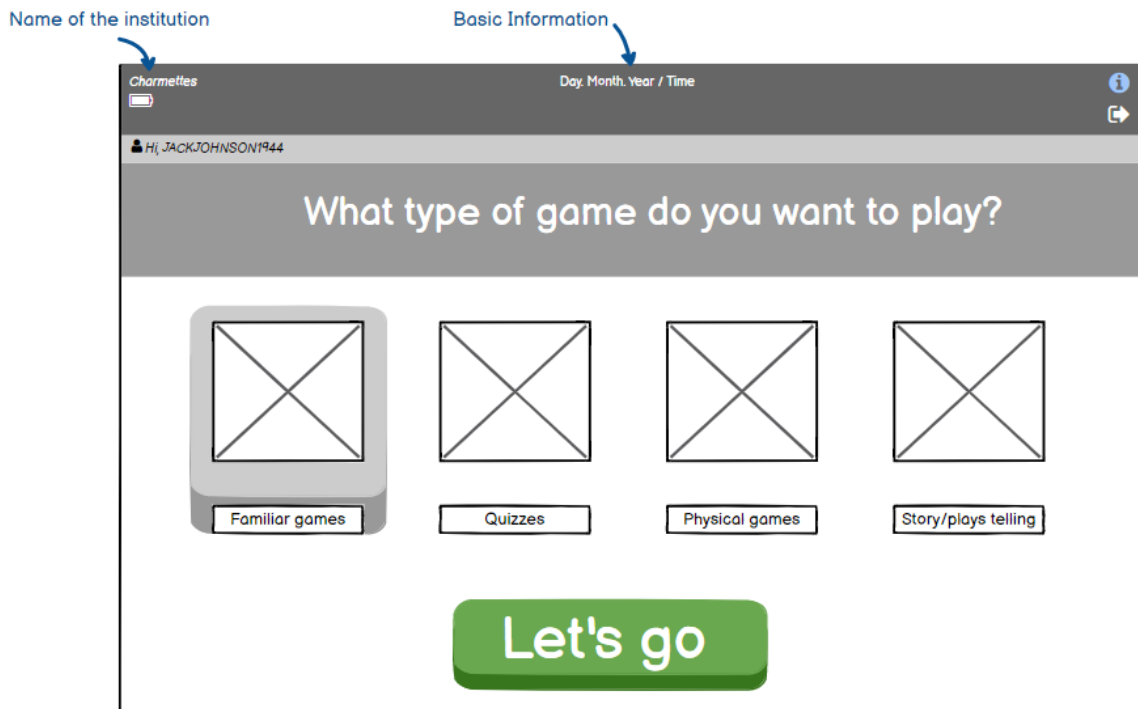 Name of the institution
Basic Information
Charmettes
Day. Month. Year / Time
Hi, JACKJOHNSON1944
What type of game do you want to play?
Familiar games
Quizzes
Physical games
Story/plays telling
Let's go